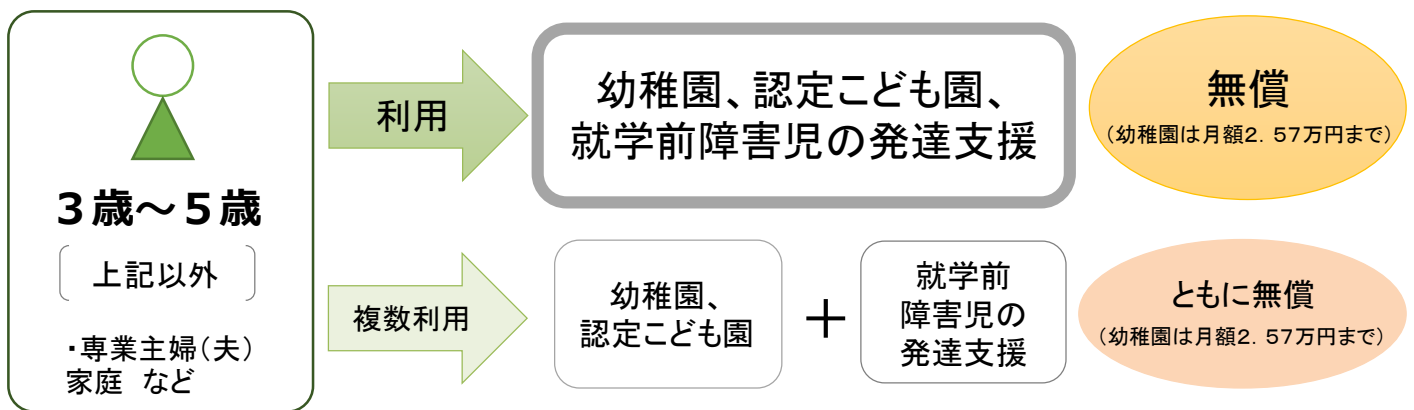 3歳～5歳
上記以外
・専業主婦(夫)
家庭 など
利用
幼稚園、認定こども園、
就学前障害児の発達支援
無償
(幼稚園は月額2．57万円まで)
複数利用
幼稚園、
認定こども園
＋
就学前
障害児の
発達支援
ともに無償
(幼稚園は月額2．57万円まで)